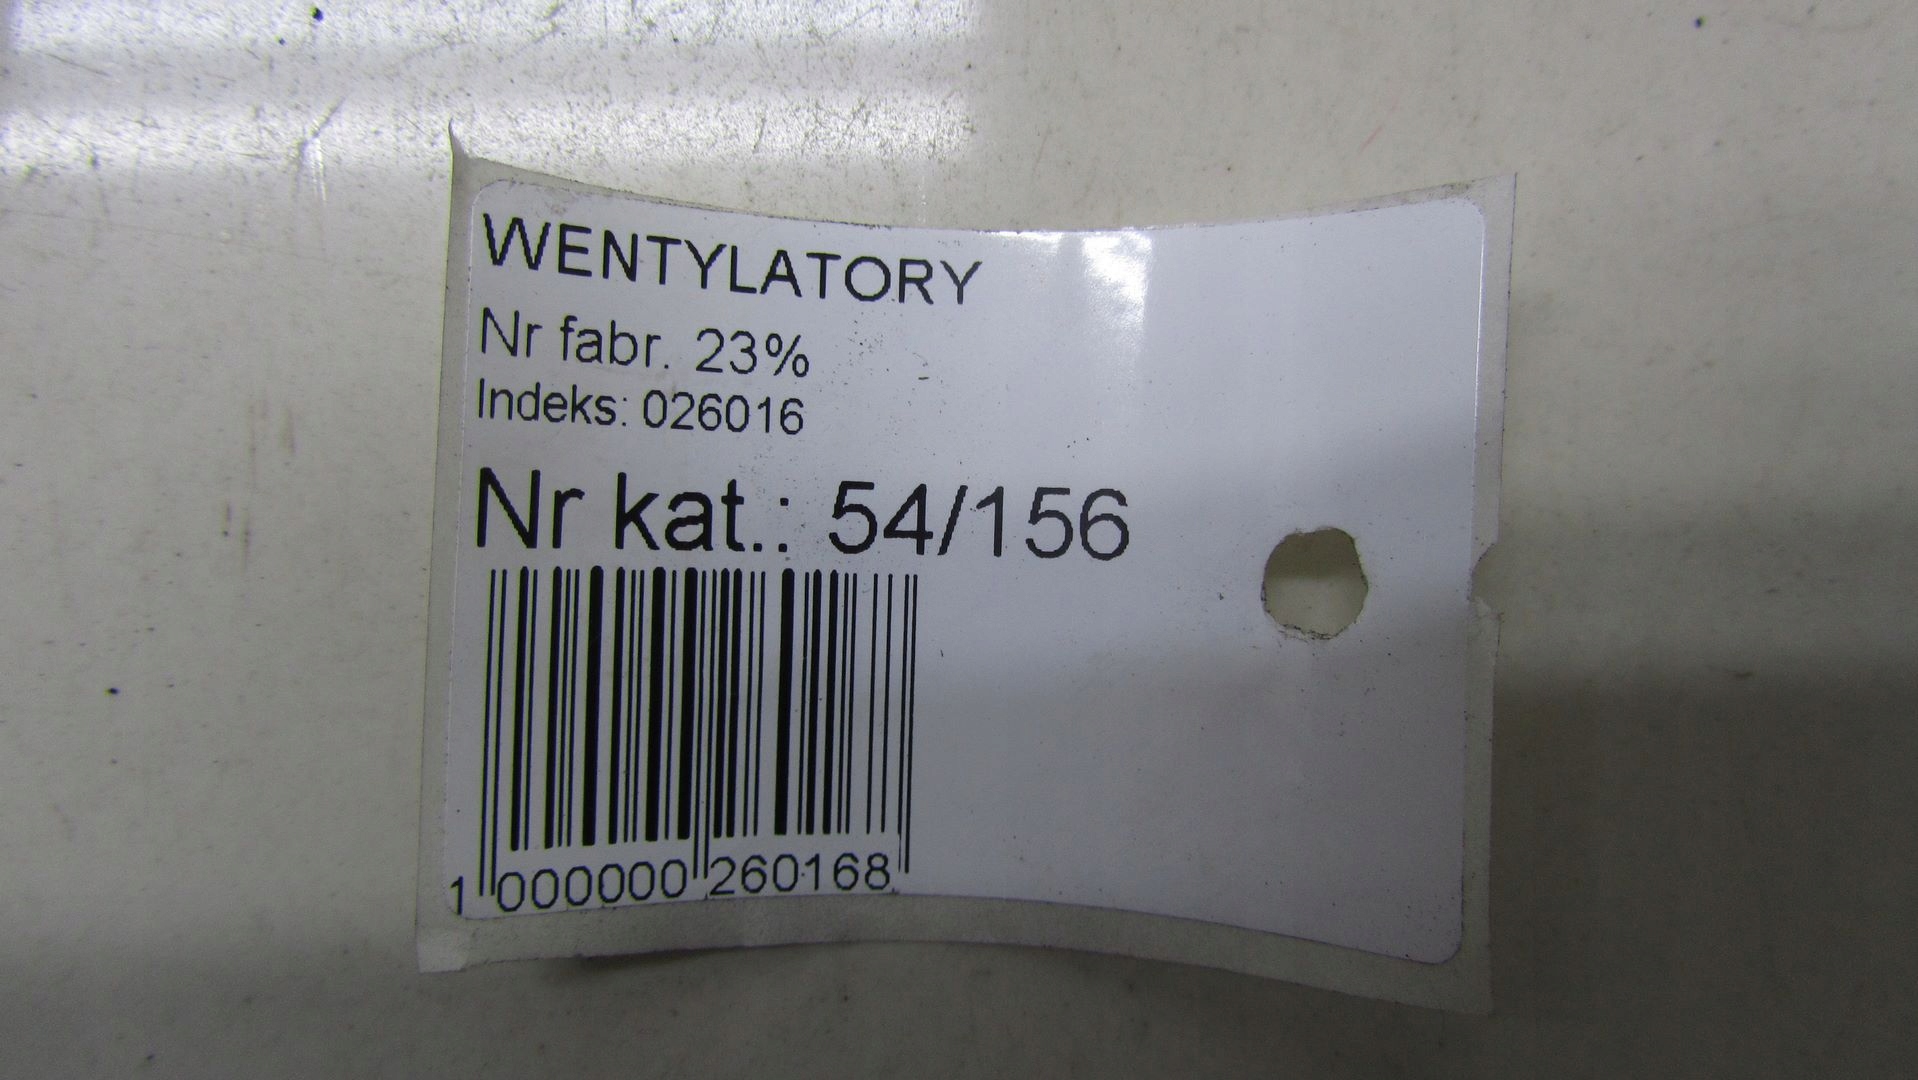 WENTYLATORY
Nr fabr. 23%
Indeks: 026016
Nr kat.: 54/156
1 000000 260168